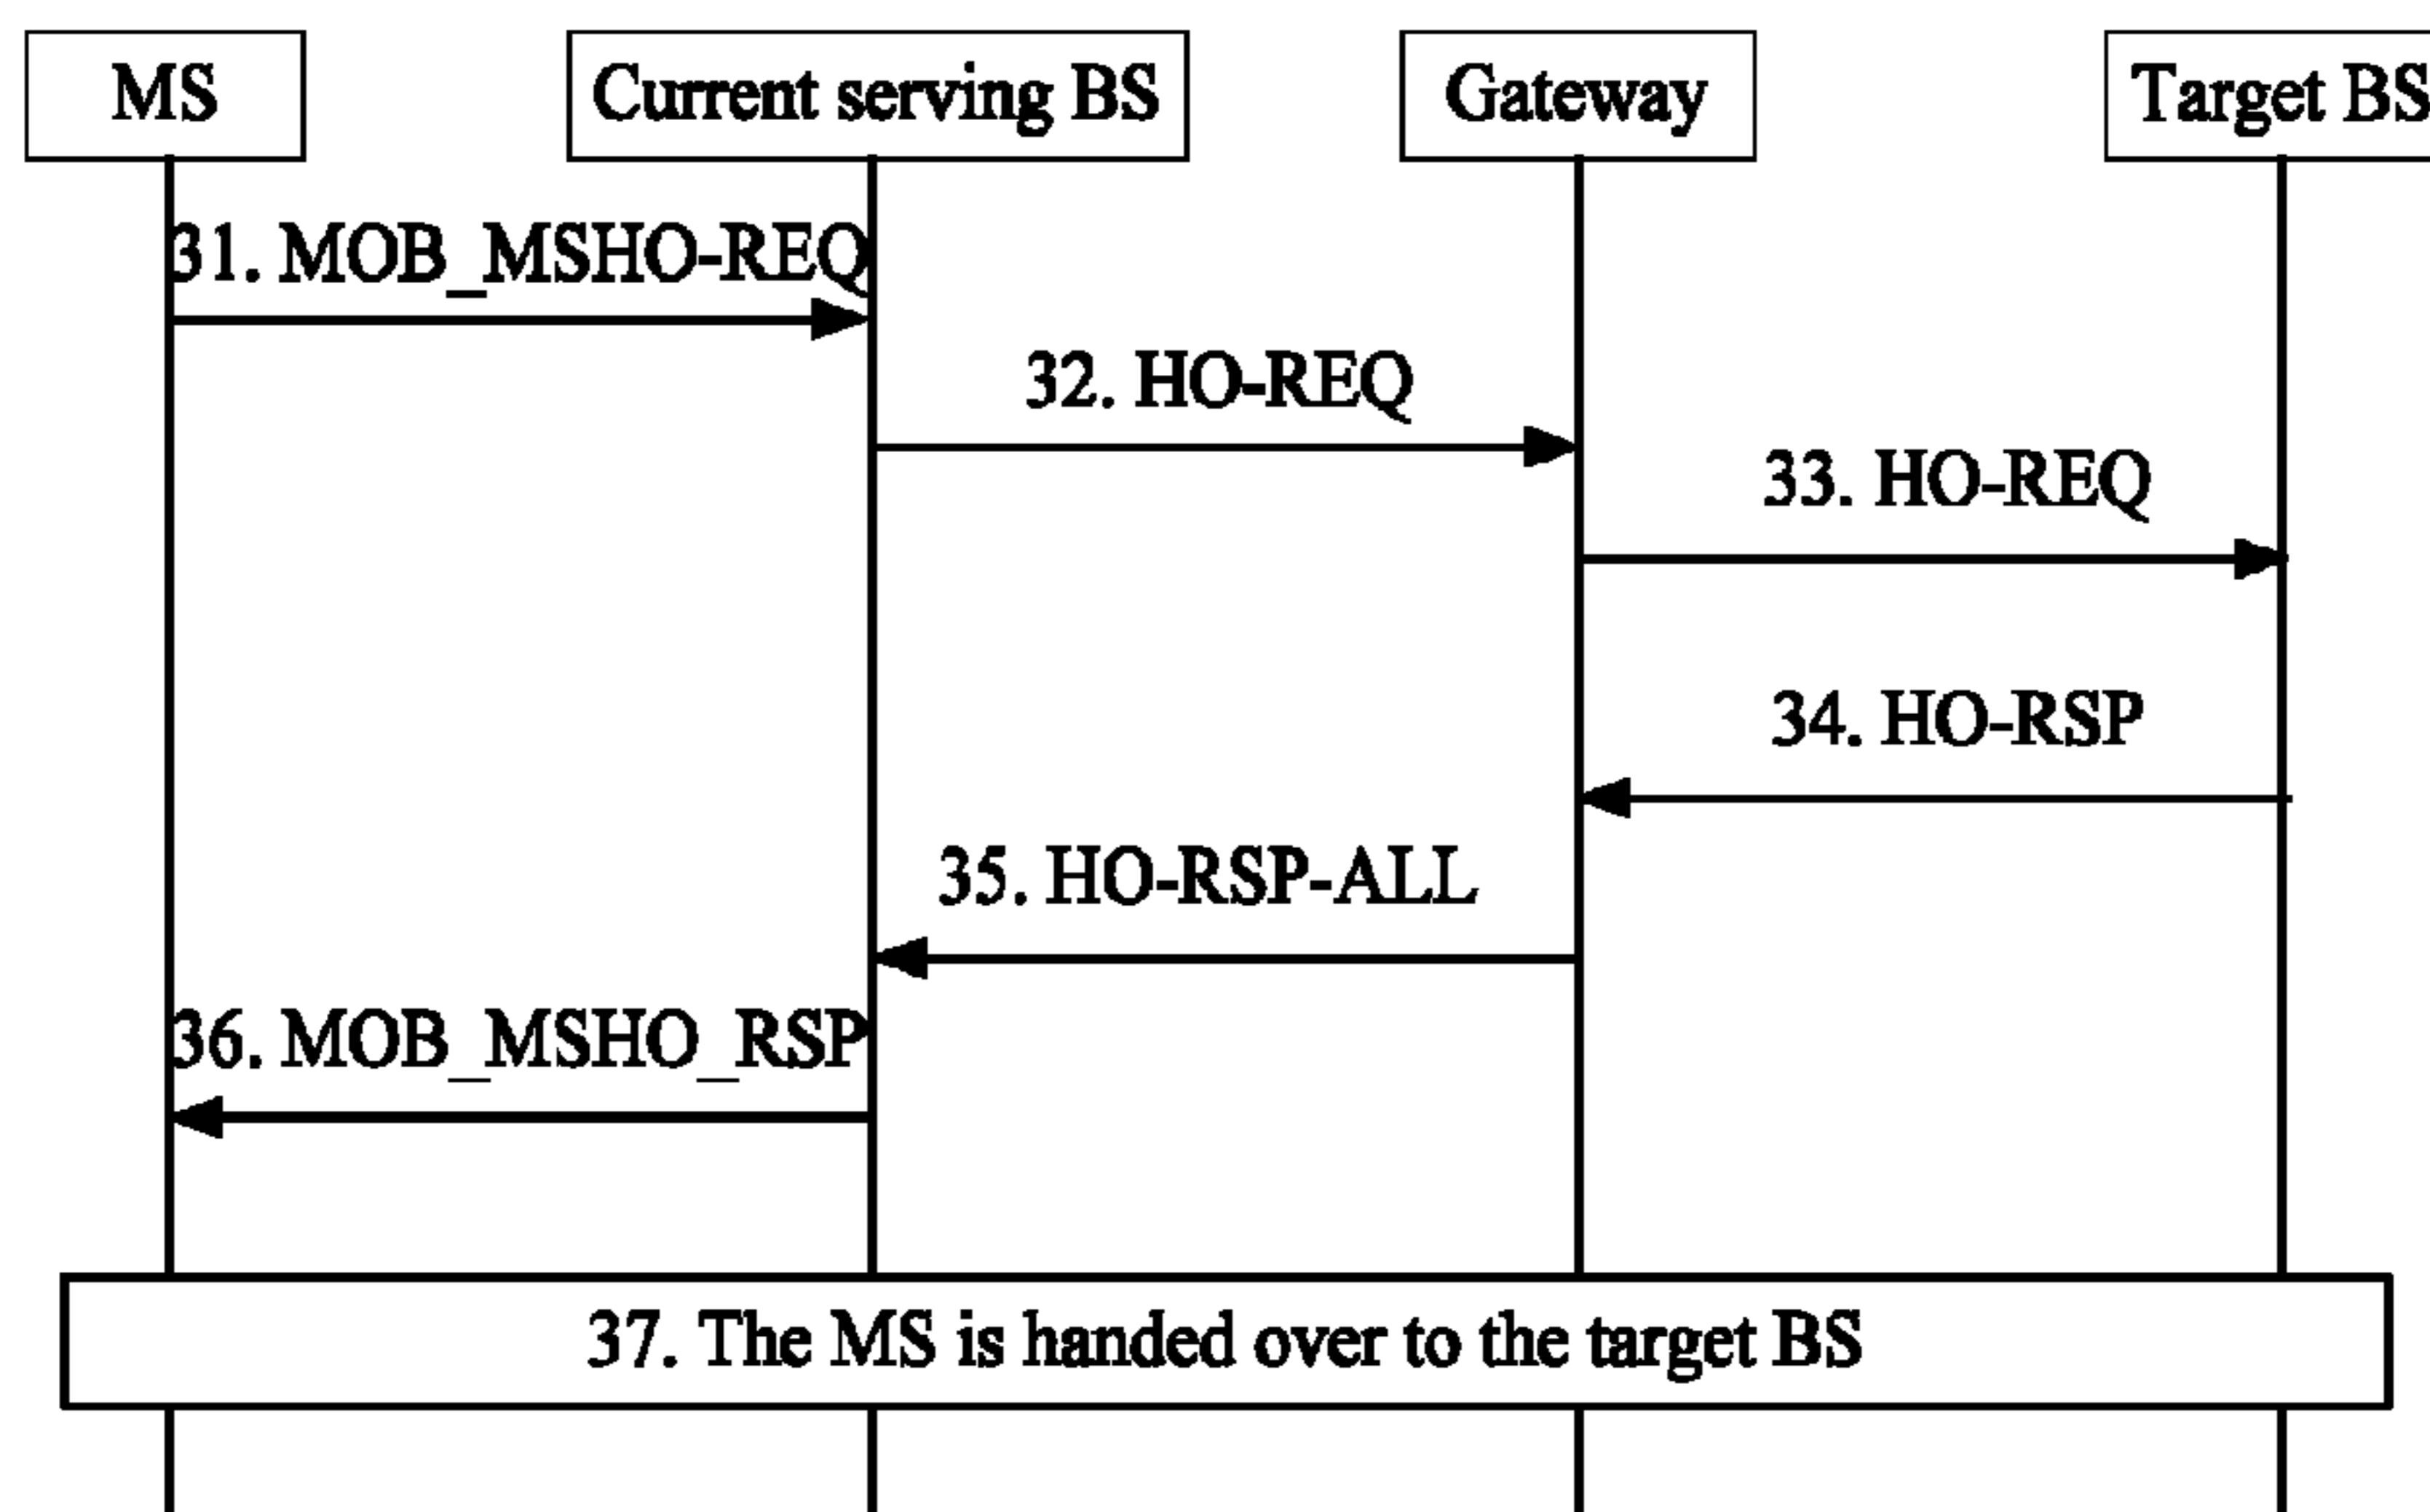 MS
Current serving BS
Gateway
Target BS
31. MOB_MSHO-REQ
32. HO-REQ
33. HO-REQ
34. HO-RSP
35. HO-RSP-ALL
36. MOB_MSHO_RSP
37. The MS is handed over to the target BS